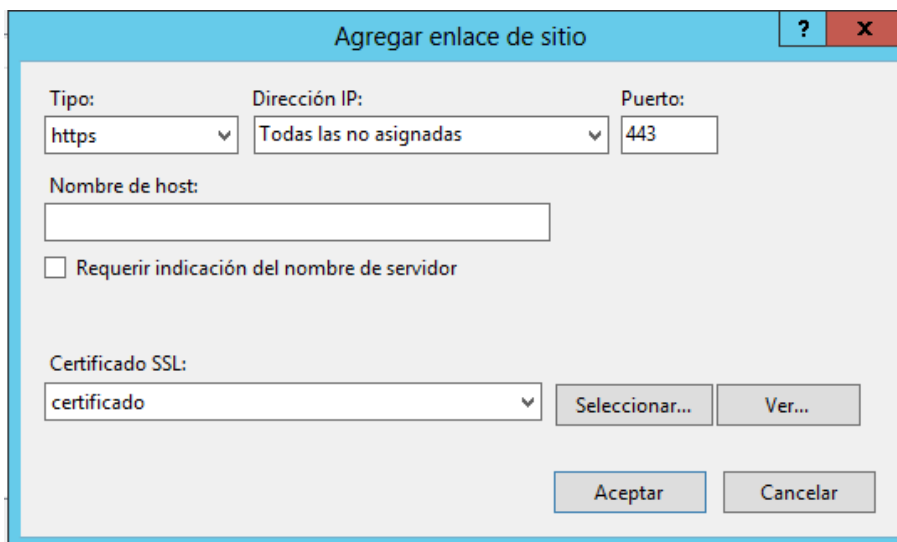 Agregar enlace de sitio
? x
Tipo: Dirección IP: Puerto:
https Todas las no asignadas 443
Nombre de host:
Requerir indicación del nombre de servidor
Certificado SSL:
certificado Seleccionar... Ver...
Aceptar Cancelar